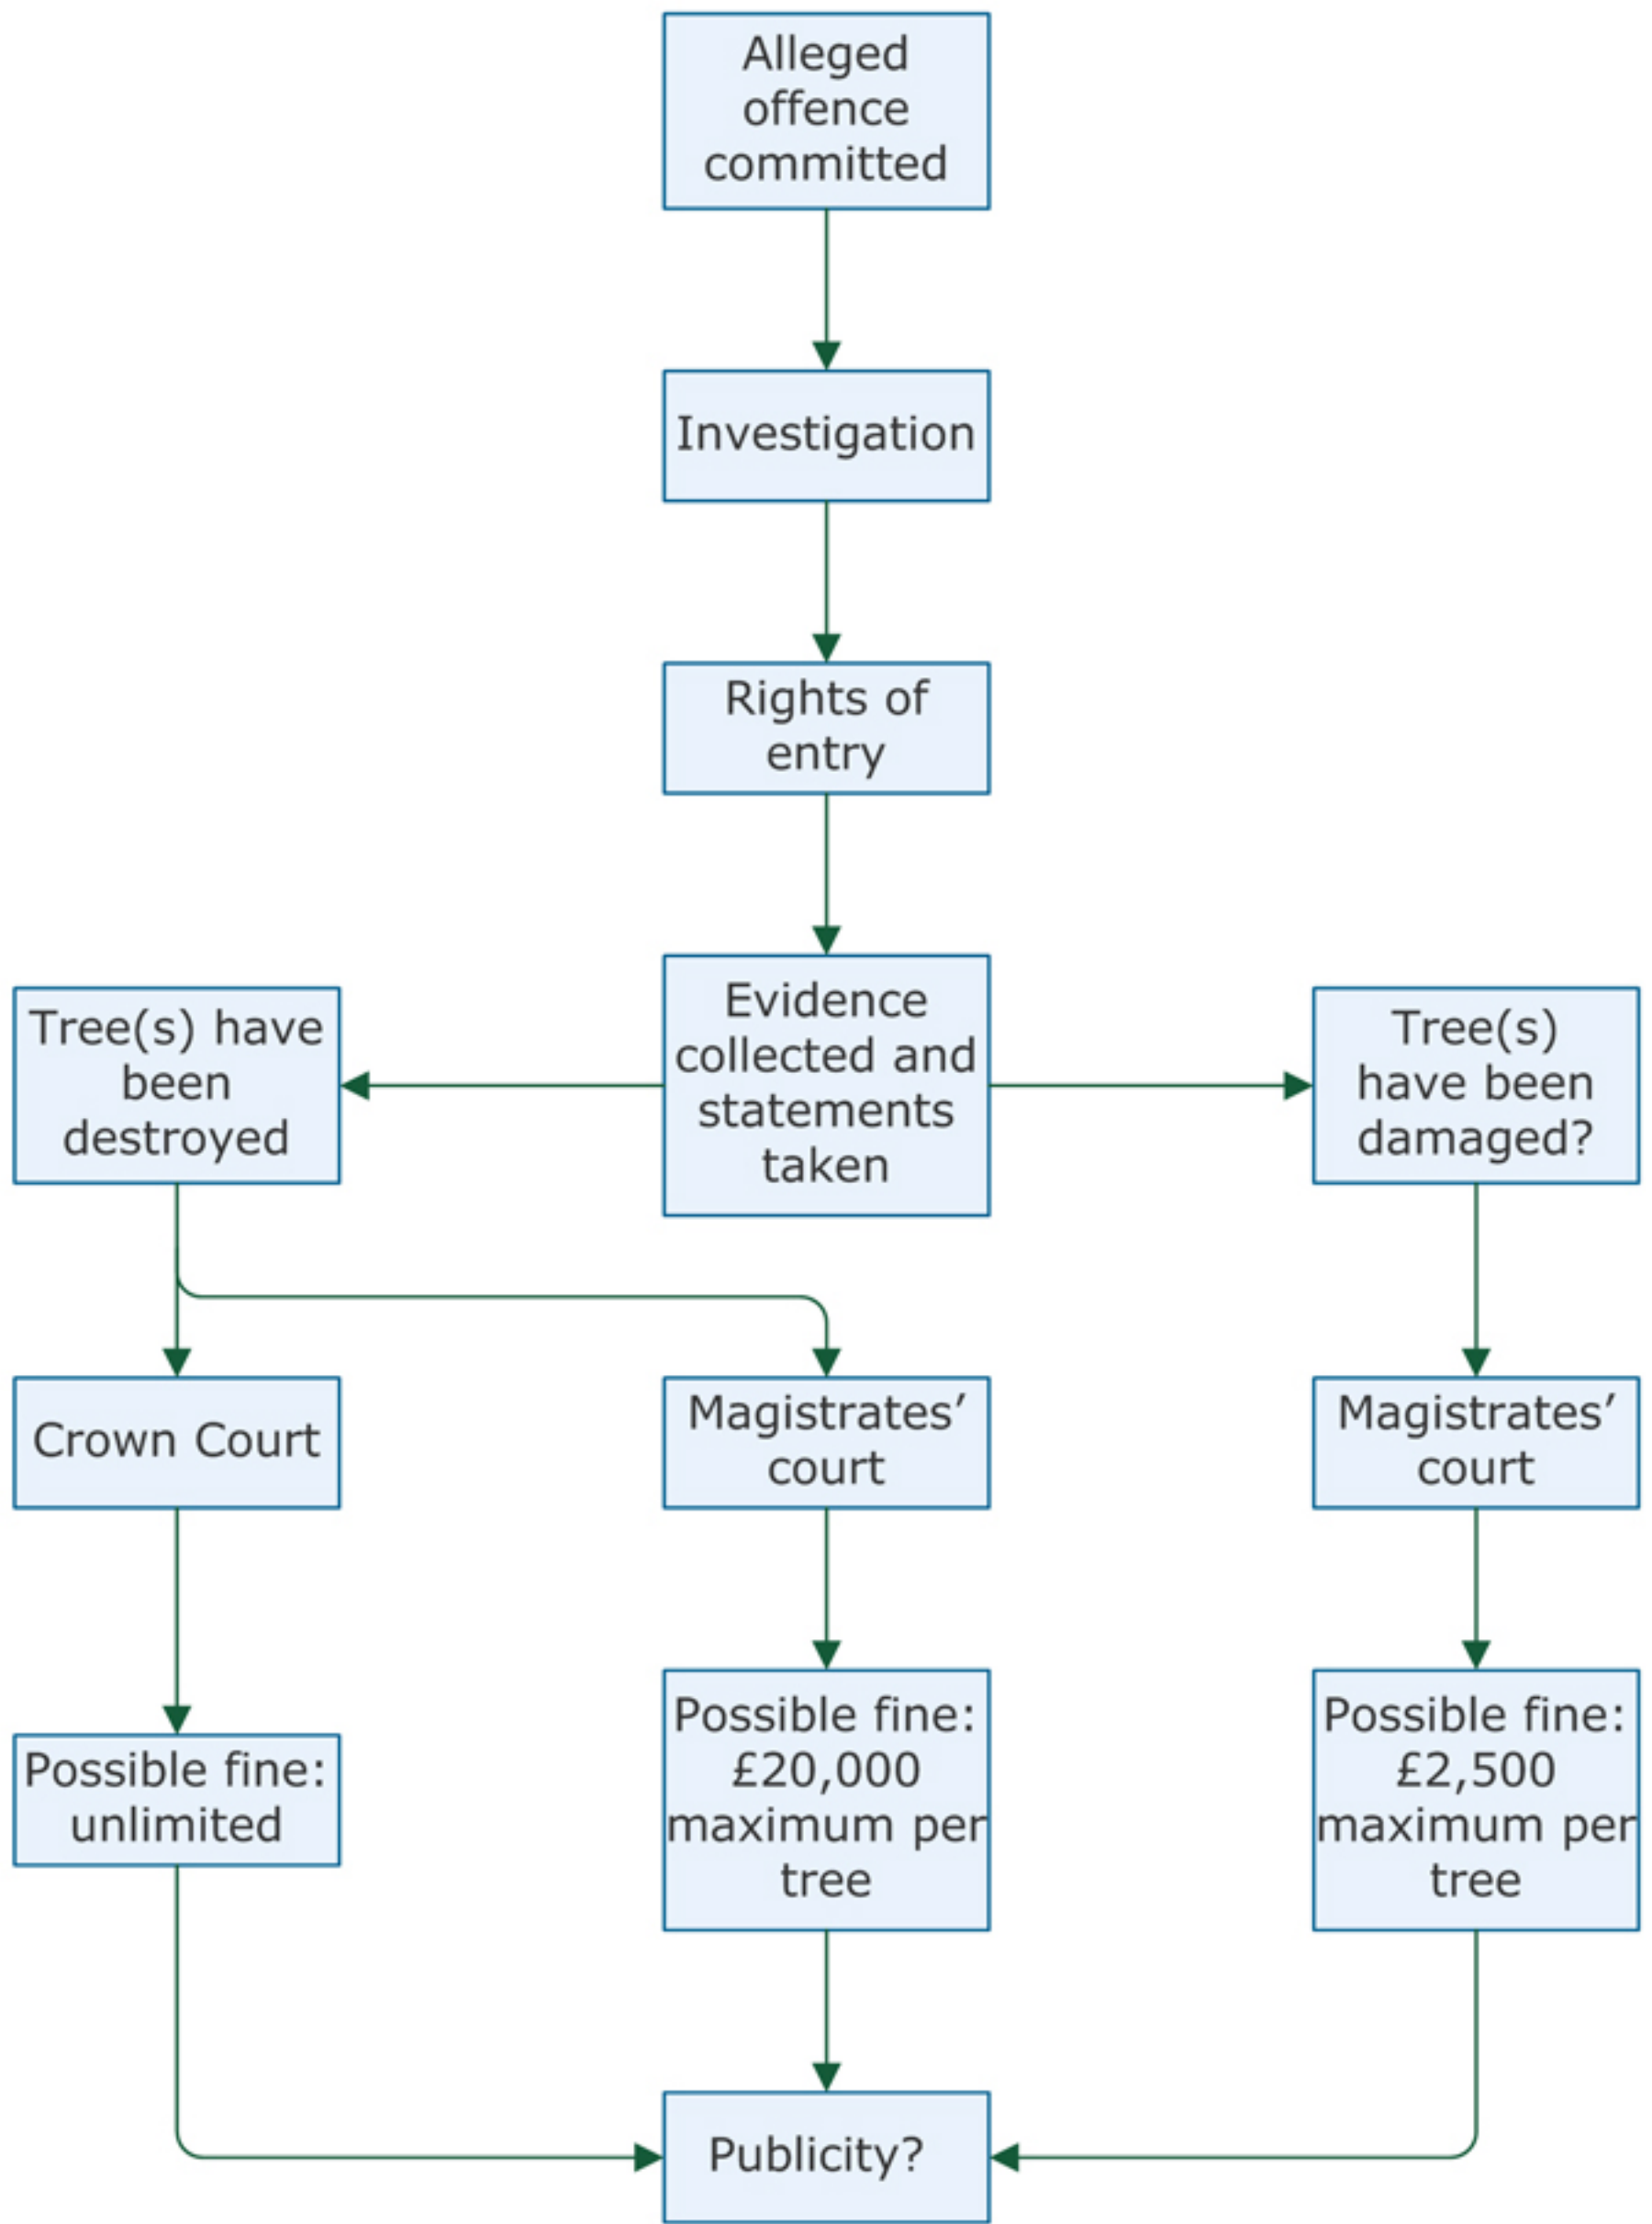 Alleged
offence
committed
Investigation
Rights of
entry
Evidence
collected and
statements
taken
Tree(s) have
been
destroyed
Tree(s)
have been
damaged?
Crown Court
Magistrates’
court
Magistrates’
court
Possible fine:
unlimited
Possible fine:
£20,000
maximum per
tree
Possible fine:
£2,500
maximum per
tree
Publicity?